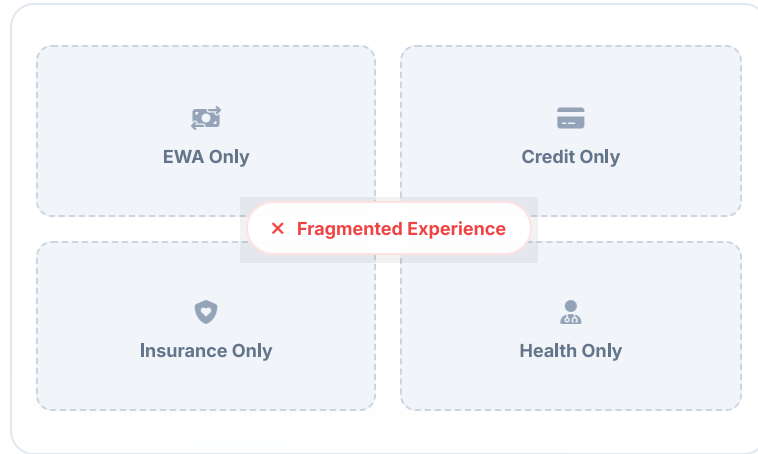 EWA Only
Credit Only
✕ Fragmented Experience
Insurance Only
Health Only